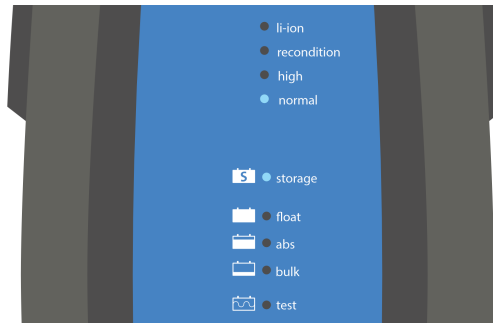 li-ion
recondition
high
normal
S storage
float
abs
bulk
test